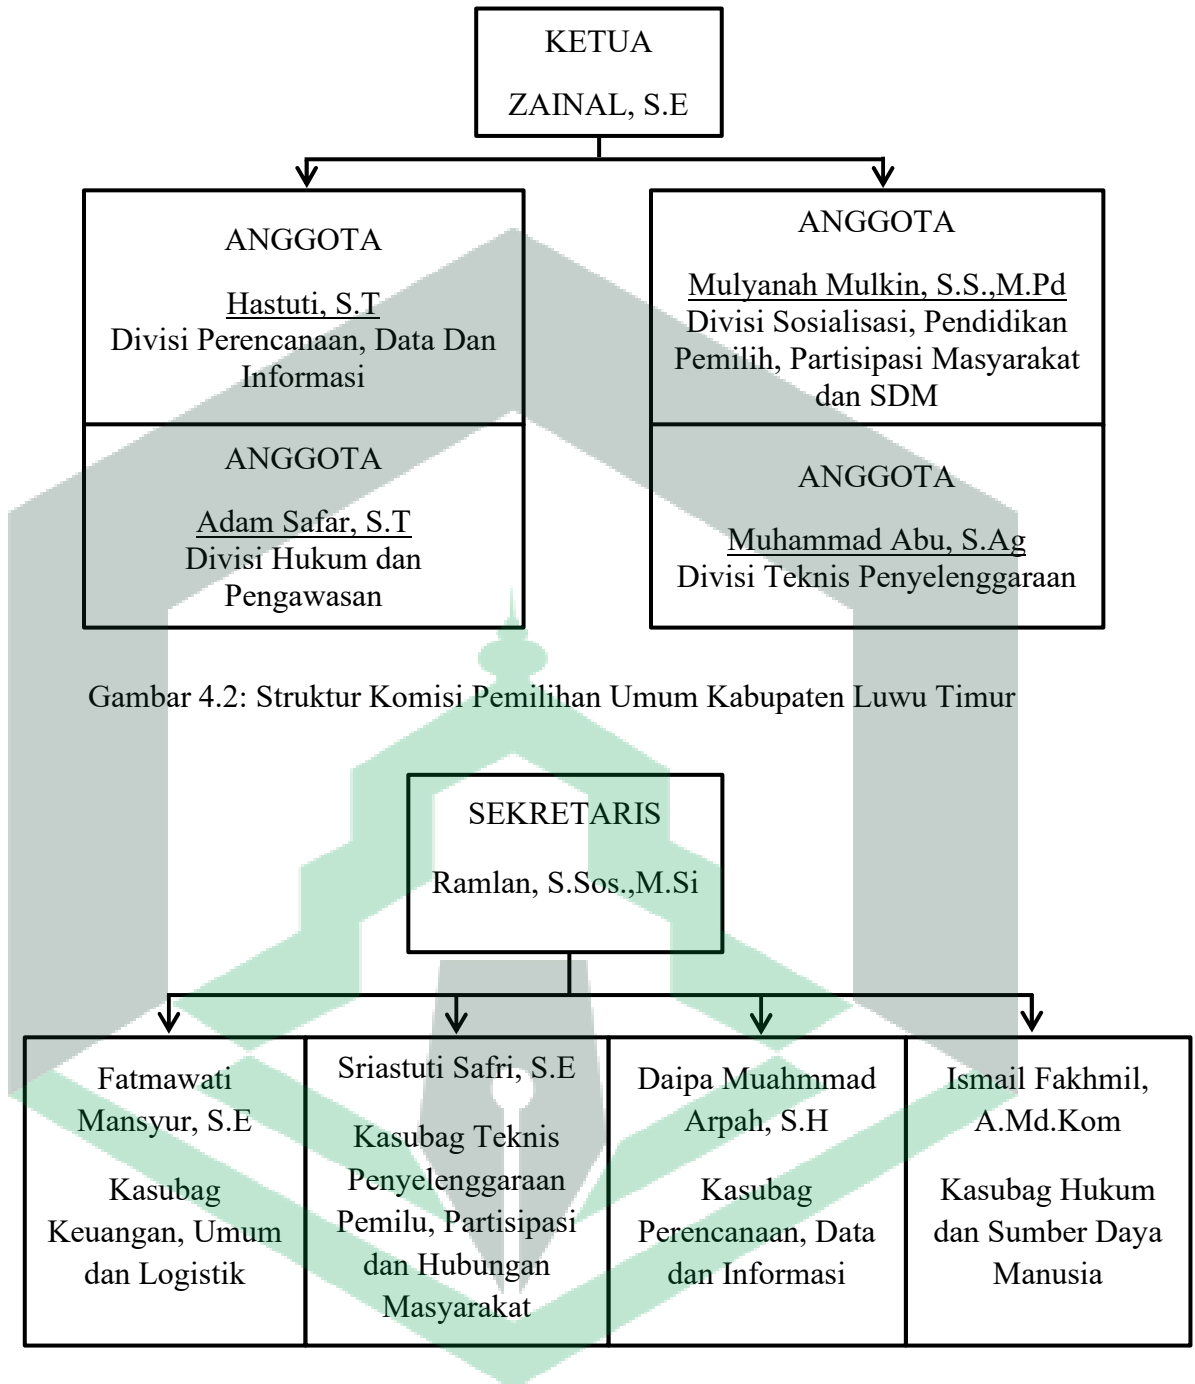 KETUA
ZAINAL, S.E
ANGGOTA
Hastuti, S.T
Divisi Perencanaan, Data Dan
Informasi
ANGGOTA
Mulyanah Mulkin, S.S.,M.Pd
Divisi Sosialisasi, Pendidikan
Pemilih, Partisipasi Masyarakat
dan SDM
ANGGOTA
Adam Safar, S.T
Divisi Hukum dan
Pengawasan
ANGGOTA
Muhammad Abu, S.Ag
Divisi Teknis Penyelenggaraan
Gambar 4.2: Struktur Komisi Pemilihan Umum Kabupaten Luwu Timur
SEKRETARIS
Ramlan, S.Sos.,M.Si
Fatmawati
Mansyur, S.E
Kasubag
Keuangan, Umum
dan Logistik
Sriastuti Safri, S.E
Kasubag Teknis
Penyelenggaraan
Pemilu, Partisipasi
dan Hubungan
Masyarakat
Daipa Muahmmad
Arpah, S.H
Kasubag
Perencanaan, Data
dan Informasi
Ismail Fakhmil,
A.Md.Kom
Kasubag Hukum
dan Sumber Daya
Manusia